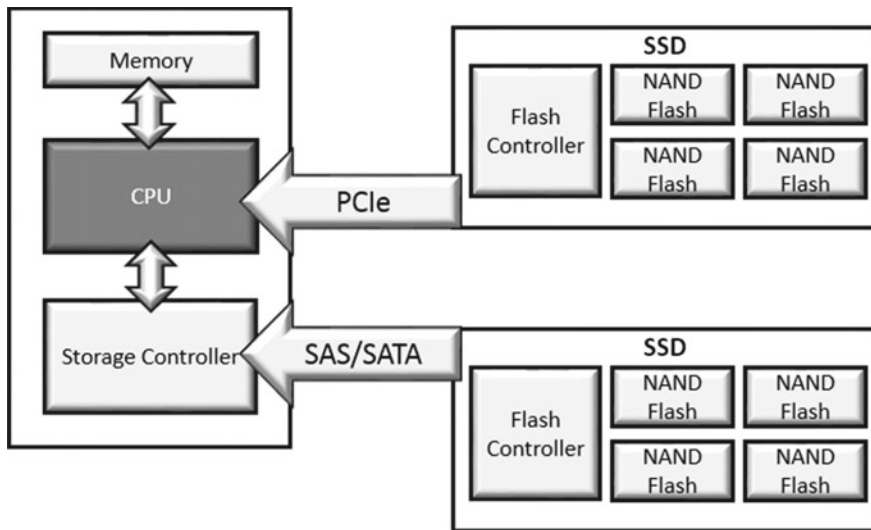 Memory
CPU
Storage Controller
PCIe
SAS/SATA
SSD
Flash
Controller
NAND
Flash
NAND
Flash
NAND
Flash
NAND
Flash
SSD
Flash
Controller
NAND
Flash
NAND
Flash
NAND
Flash
NAND
Flash